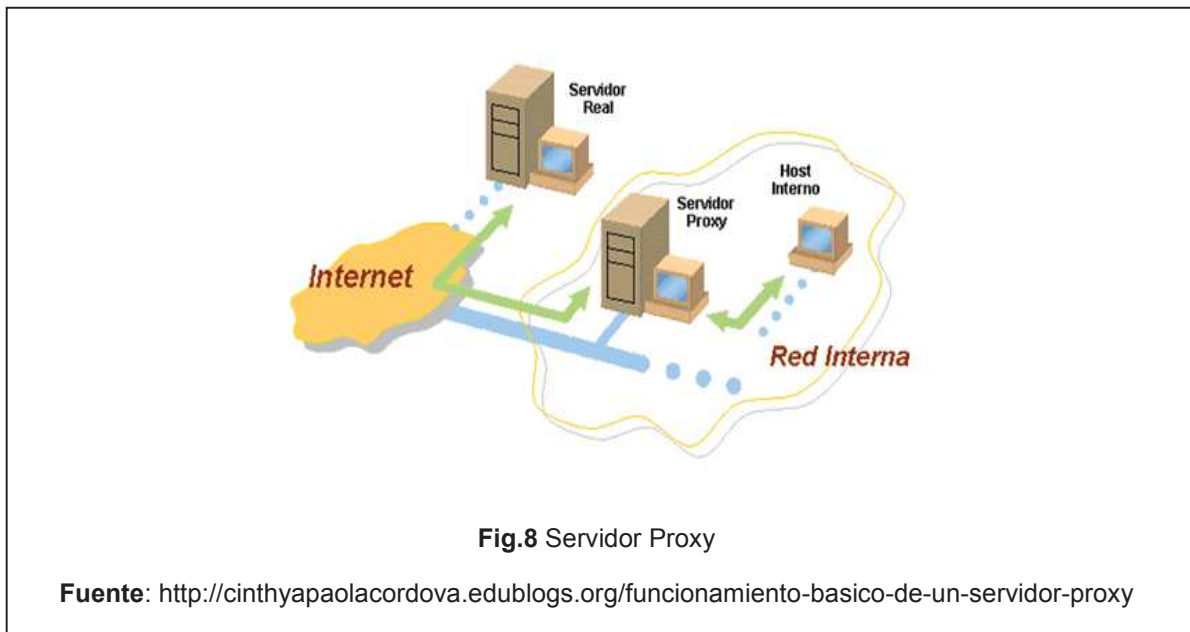 Servidor
Real
Host
Interno
Servidor
Proxy
Internet
Red Interna
Fig.8 Servidor Proxy
Fuente: http://cinthyapaolacordova.edublogs.org/funcionamiento-basico-de-un-servidor-proxy